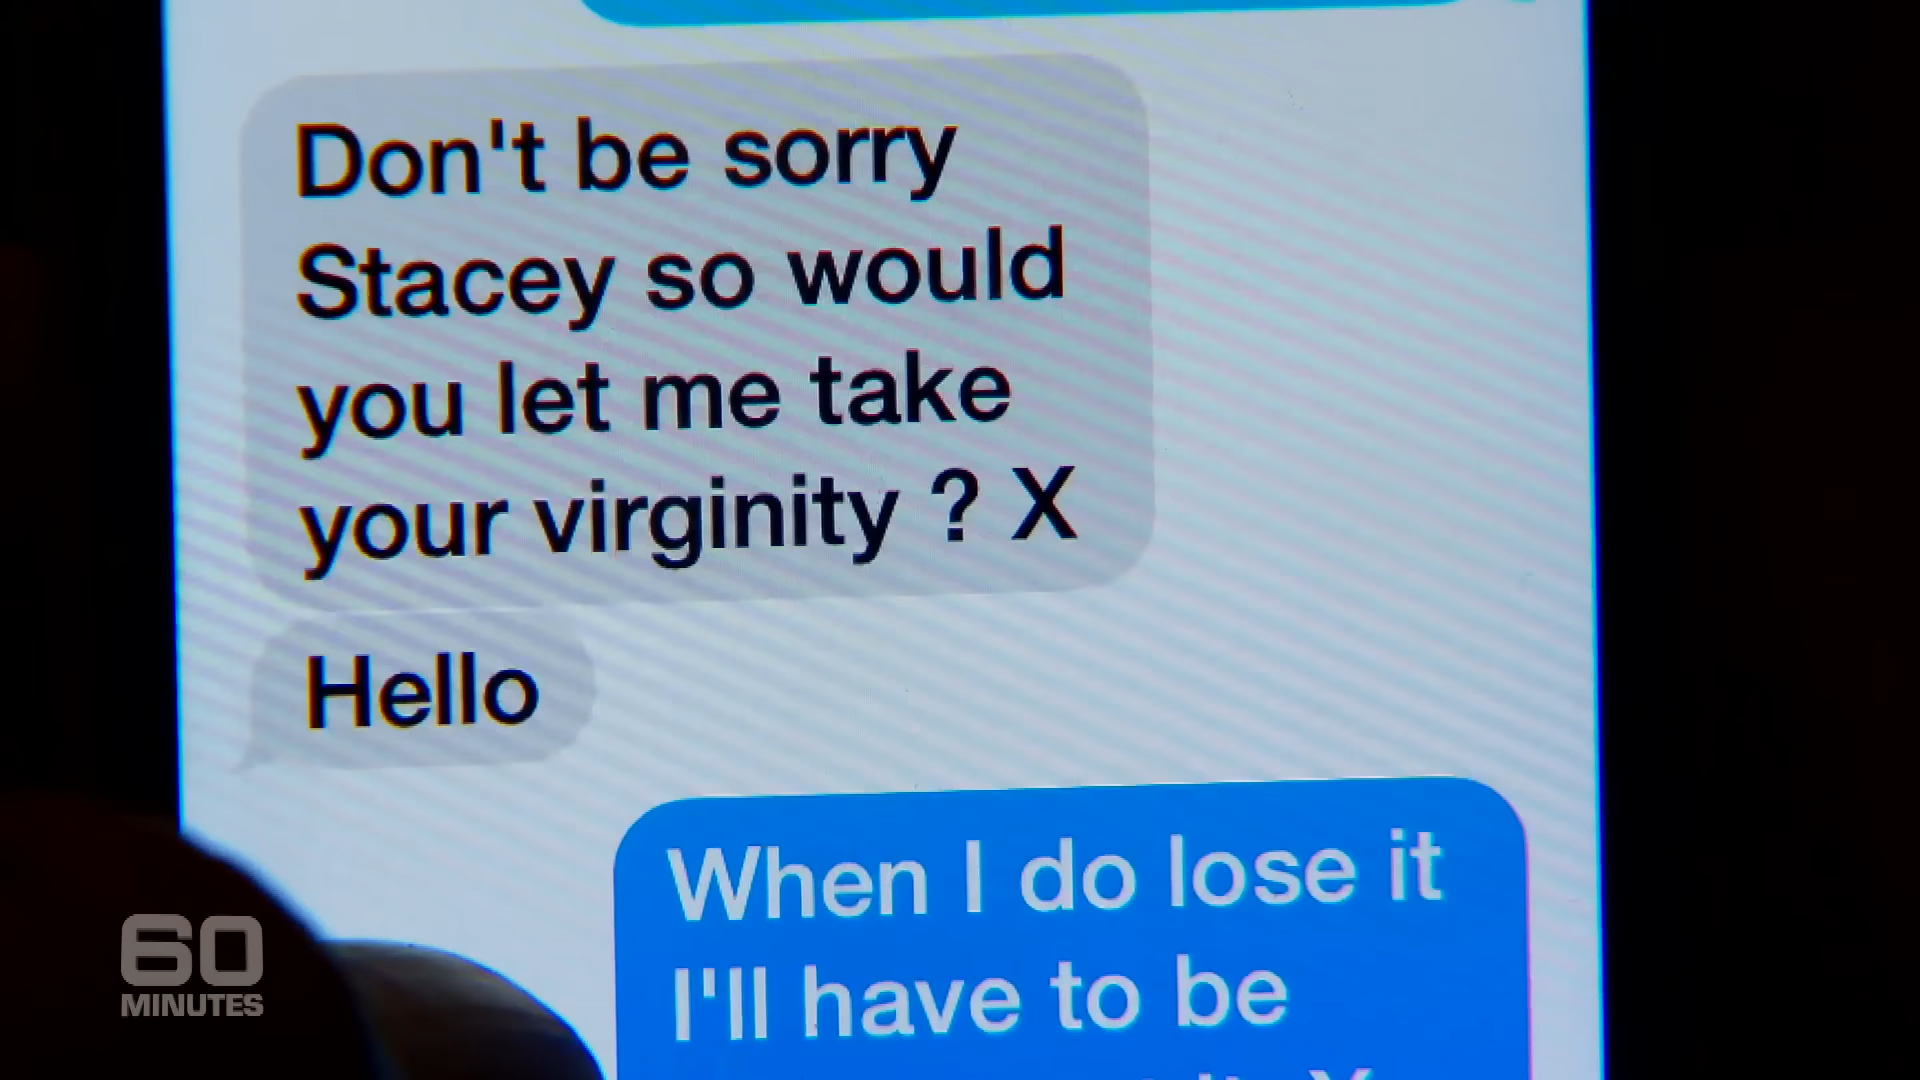 Don't be sorry
Stacey so would
you let me take
your virginity ? X
Hello
When I do lose it
I'll have to be
60
MINUTES